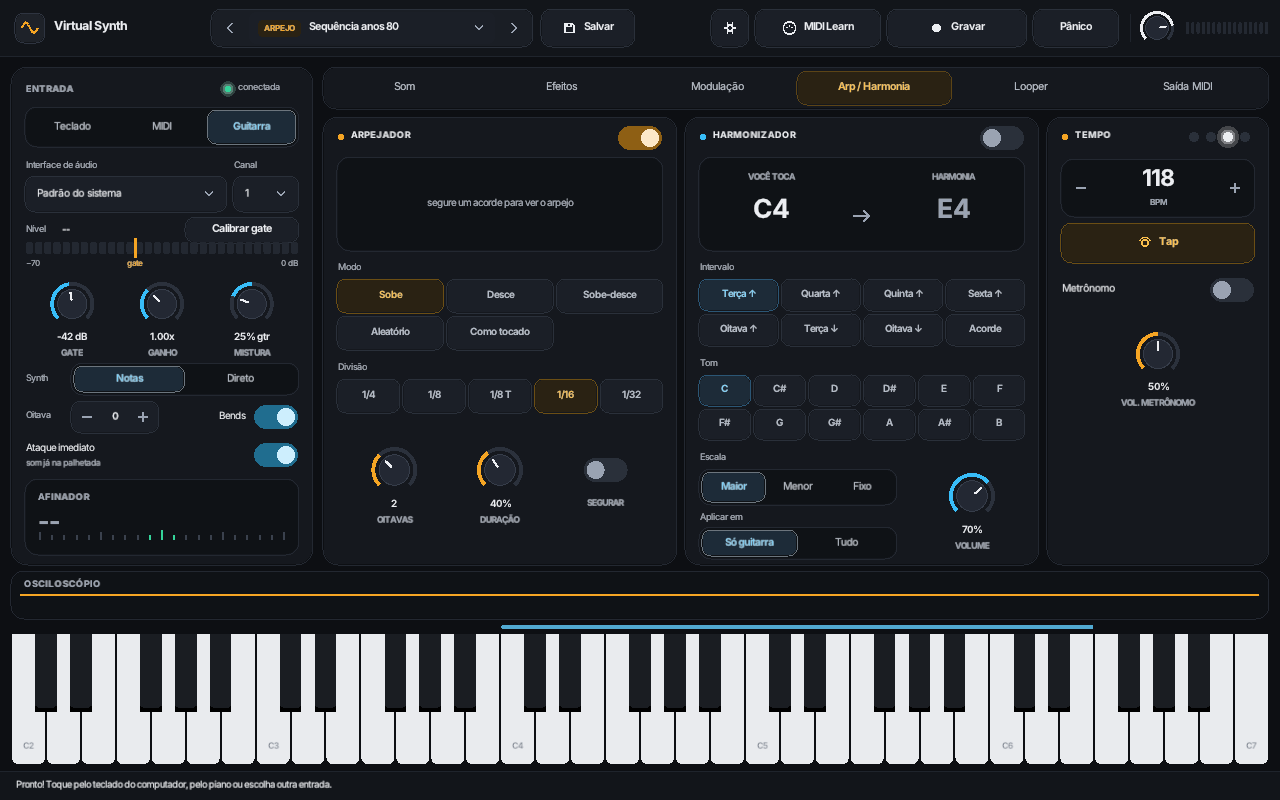 Virtual Synth
ARPEJO Sequência anos 80
Salvar
MIDI Learn
Gravar
Pânico
ENTRADA
conectada
Teclado MIDI Guitarra
Interface de áudio Canal
Padrão do sistema 1
Nível --
Calibrar gate
−70 gate 0 dB
-42 dB 1.00x 25% gtr
GATE GANHO MISTURA
Synth Notas Direto
Oitava − 0 + Bends
Ataque imediato
som já na palhetada
AFINADOR
--
Som Efeitos Modulação Arp / Harmonia Looper Saída MIDI
ARPEJADOR
segure um acorde para ver o arpejo
Modo
Sobe Desce Sobe-desce
Aleatório Como tocado
Divisão
1/4 1/8 1/8 T 1/16 1/32
2 40%
OITAVAS DURAÇÃO SEGURAR
HARMONIZADOR
VOCÊ TOCA HARMONIA
C4 → E4
Intervalo
Terça ↑ Quarta ↑ Quinta ↑ Sexta ↑
Oitava ↑ Terça ↓ Oitava ↓ Acorde
Tom
C C# D D# E F
F# G G# A A# B
Escala
Maior Menor Fixo
Aplicar em
Só guitarra Tudo
70%
VOLUME
TEMPO
− 118 +
BPM
Tap
Metrônomo
50%
VOL. METRÔNOMO
OSCILOSCÓPIO
C2 C3 C4 C5 C6 C7
Pronto! Toque pelo teclado do computador, pelo piano ou escolha outra entrada.